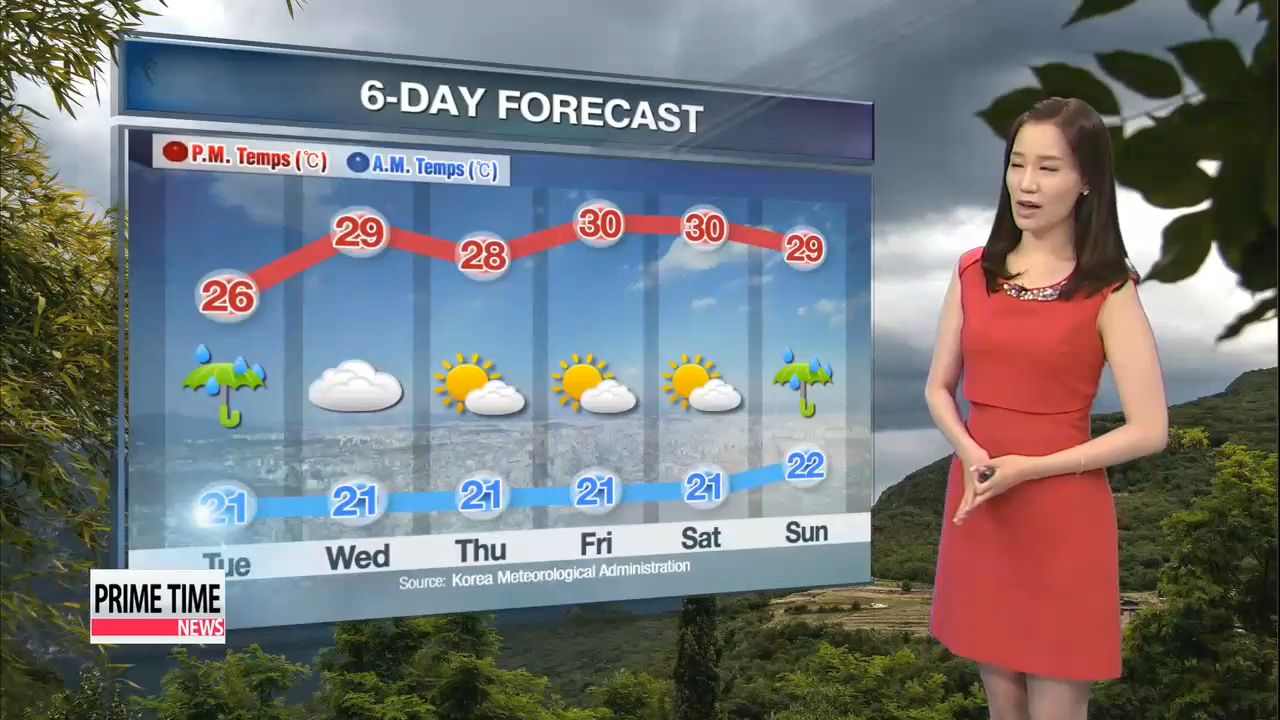 6-DAY FORECAST
P.M. Temps (℃) A.M. Temps (℃)
26 29 28 30 30 29
21 21 21 21 21 22
Tue Wed Thu Fri Sat Sun
Source: Korea Meteorological Administration
PRIME TIME
NEWS